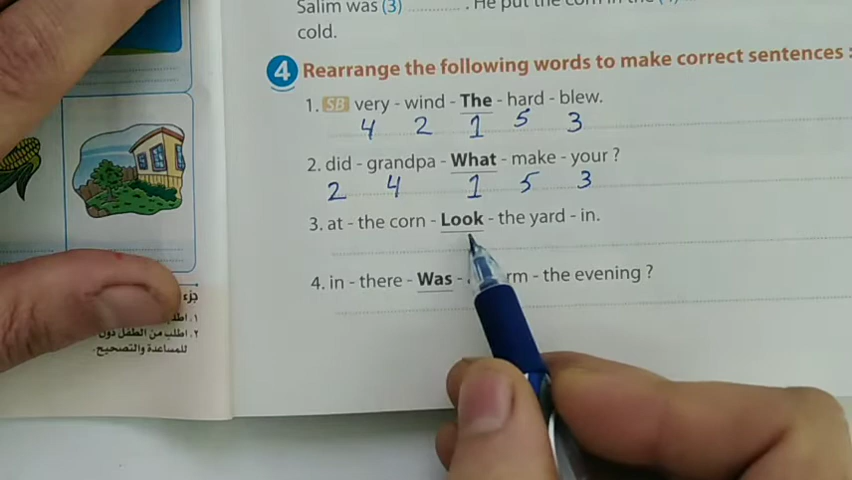 Salim was (3) ............ . He put the corn in the
cold.
4 Rearrange the following words to make correct sentences :
1. SB very - wind - The - hard - blew.
4 2 1 5 3
2. did - grandpa - What - make - your ?
2 4 1 5 3
3. at - the corn - Look - the yard - in.
4. in - there - Was - rm - the evening ?
جزء
١. اطلب
٢. اطلب من الطفل دون
للمساعدة والتصحيح.